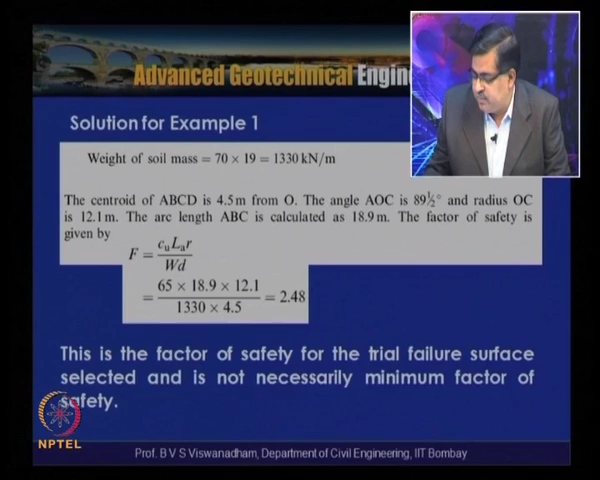 Advanced Geotechnical Engine
Solution for Example 1
Weight of soil mass = 70 × 19 = 1330 kN/m
The centroid of ABCD is 4.5 m from O. The angle AOC is 89½° and radius OC
is 12.1 m. The arc length ABC is calculated as 18.9 m. The factor of safety is
given by
F = cᵤLₐr / Wd
= 65 × 18.9 × 12.1 / 1330 × 4.5 = 2.48
This is the factor of safety for the trial failure surface
selected and is not necessarily minimum factor of
safety.
NPTEL
Prof. B V S Viswanadham, Department of Civil Engineering, IIT Bombay